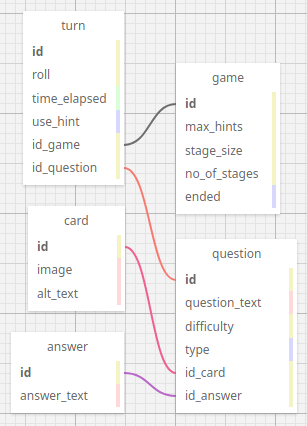 turn
id
roll
time_elapsed
use_hint
id_game
id_question
game
id
max_hints
stage_size
no_of_stages
ended
card
id
image
alt_text
question
id
question_text
difficulty
type
id_card
id_answer
answer
id
answer_text